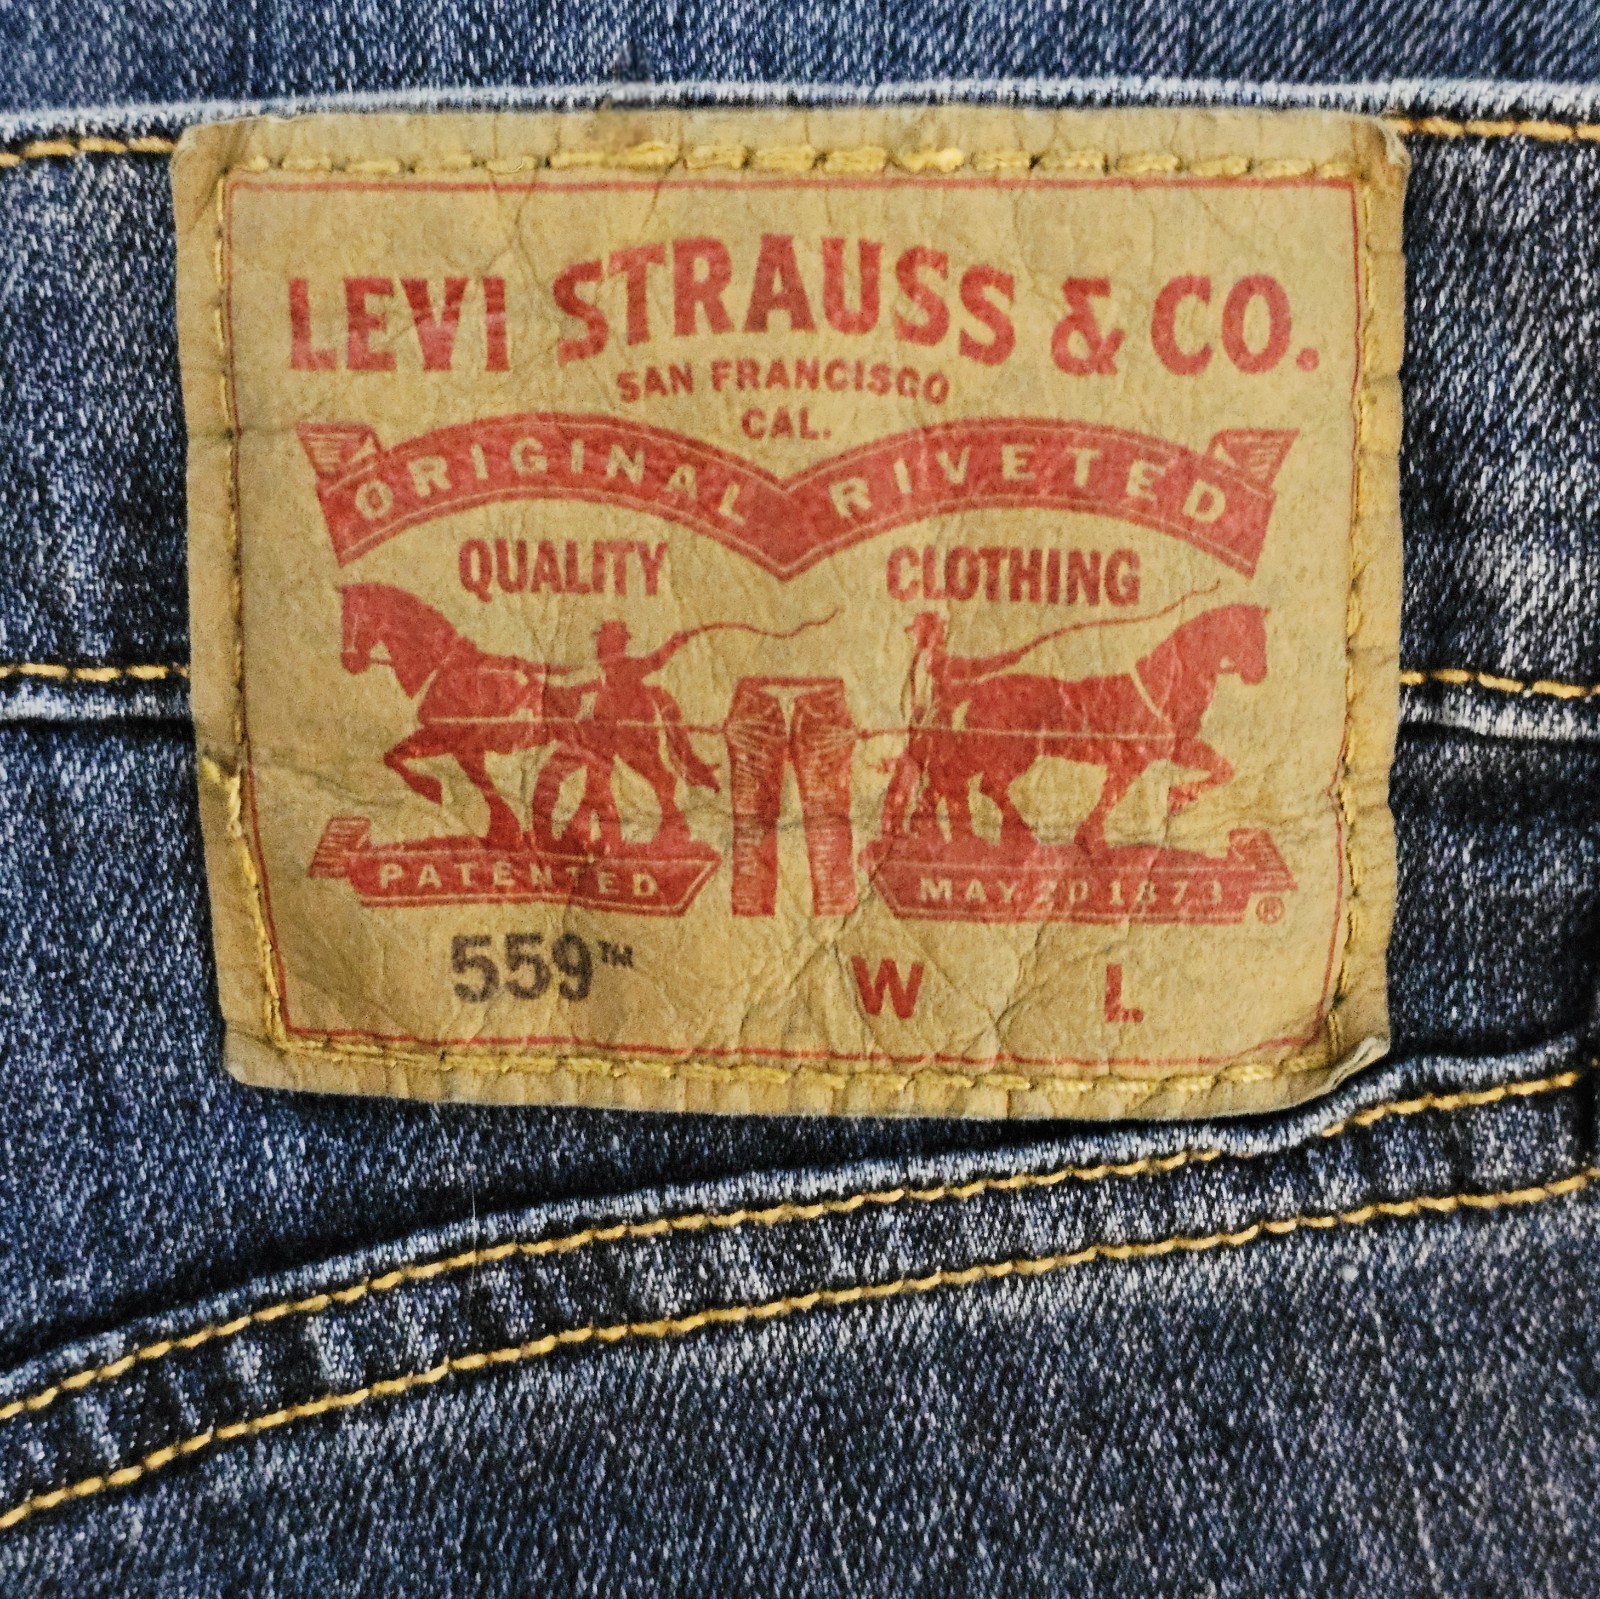 LEVI STRAUSS & CO.
SAN FRANCISCO
CAL.
ORIGINAL RIVETED
QUALITY CLOTHING
PATENTED MAY 20 1873 ®
559™ W L